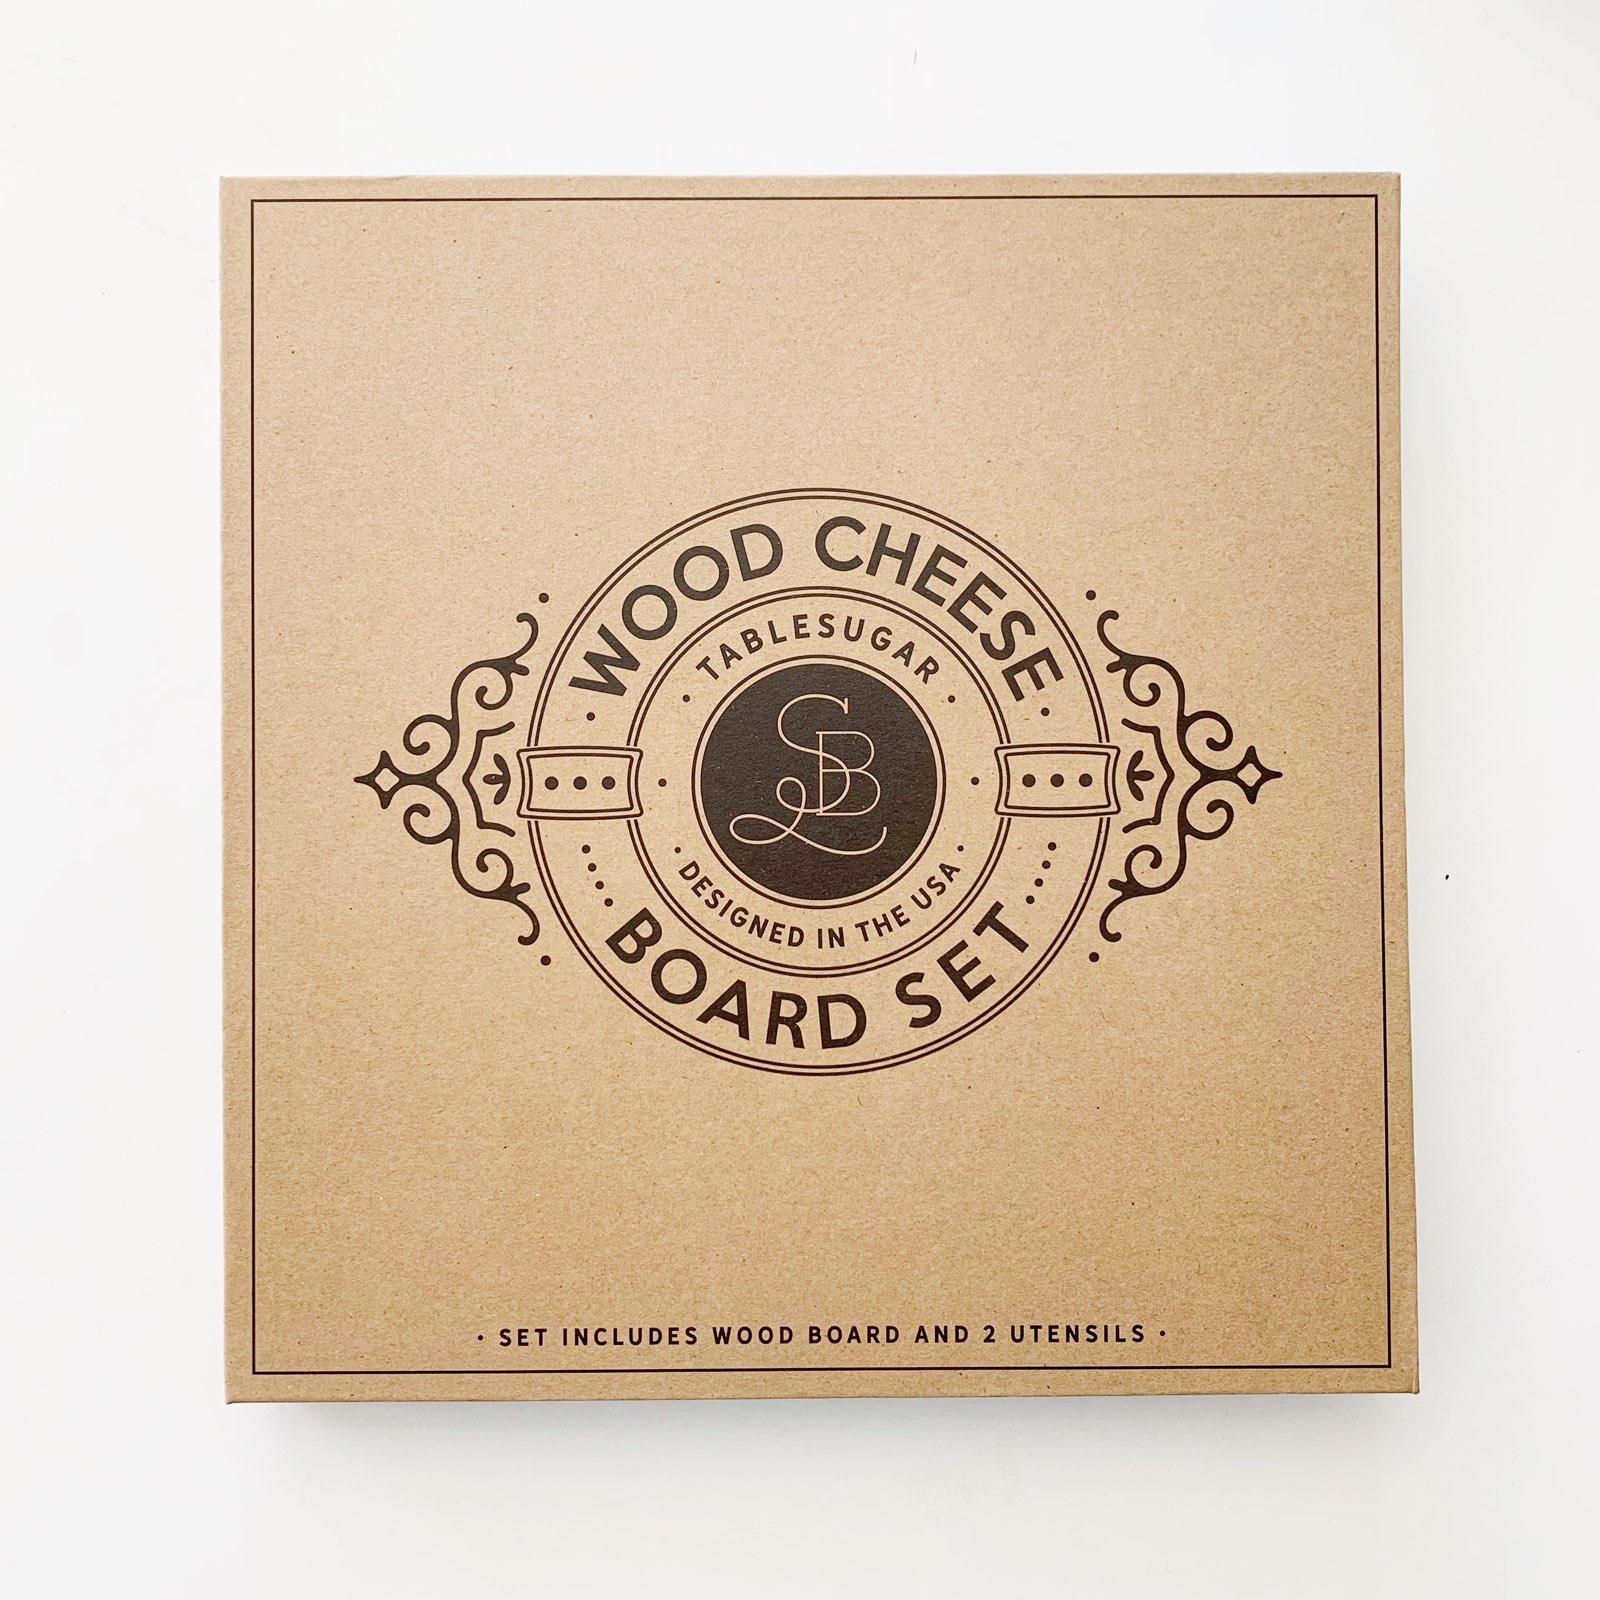 WOOD CHEESE
TABLESUGAR
SB
DESIGNED IN THE USA
BOARD SET
· SET INCLUDES WOOD BOARD AND 2 UTENSILS ·